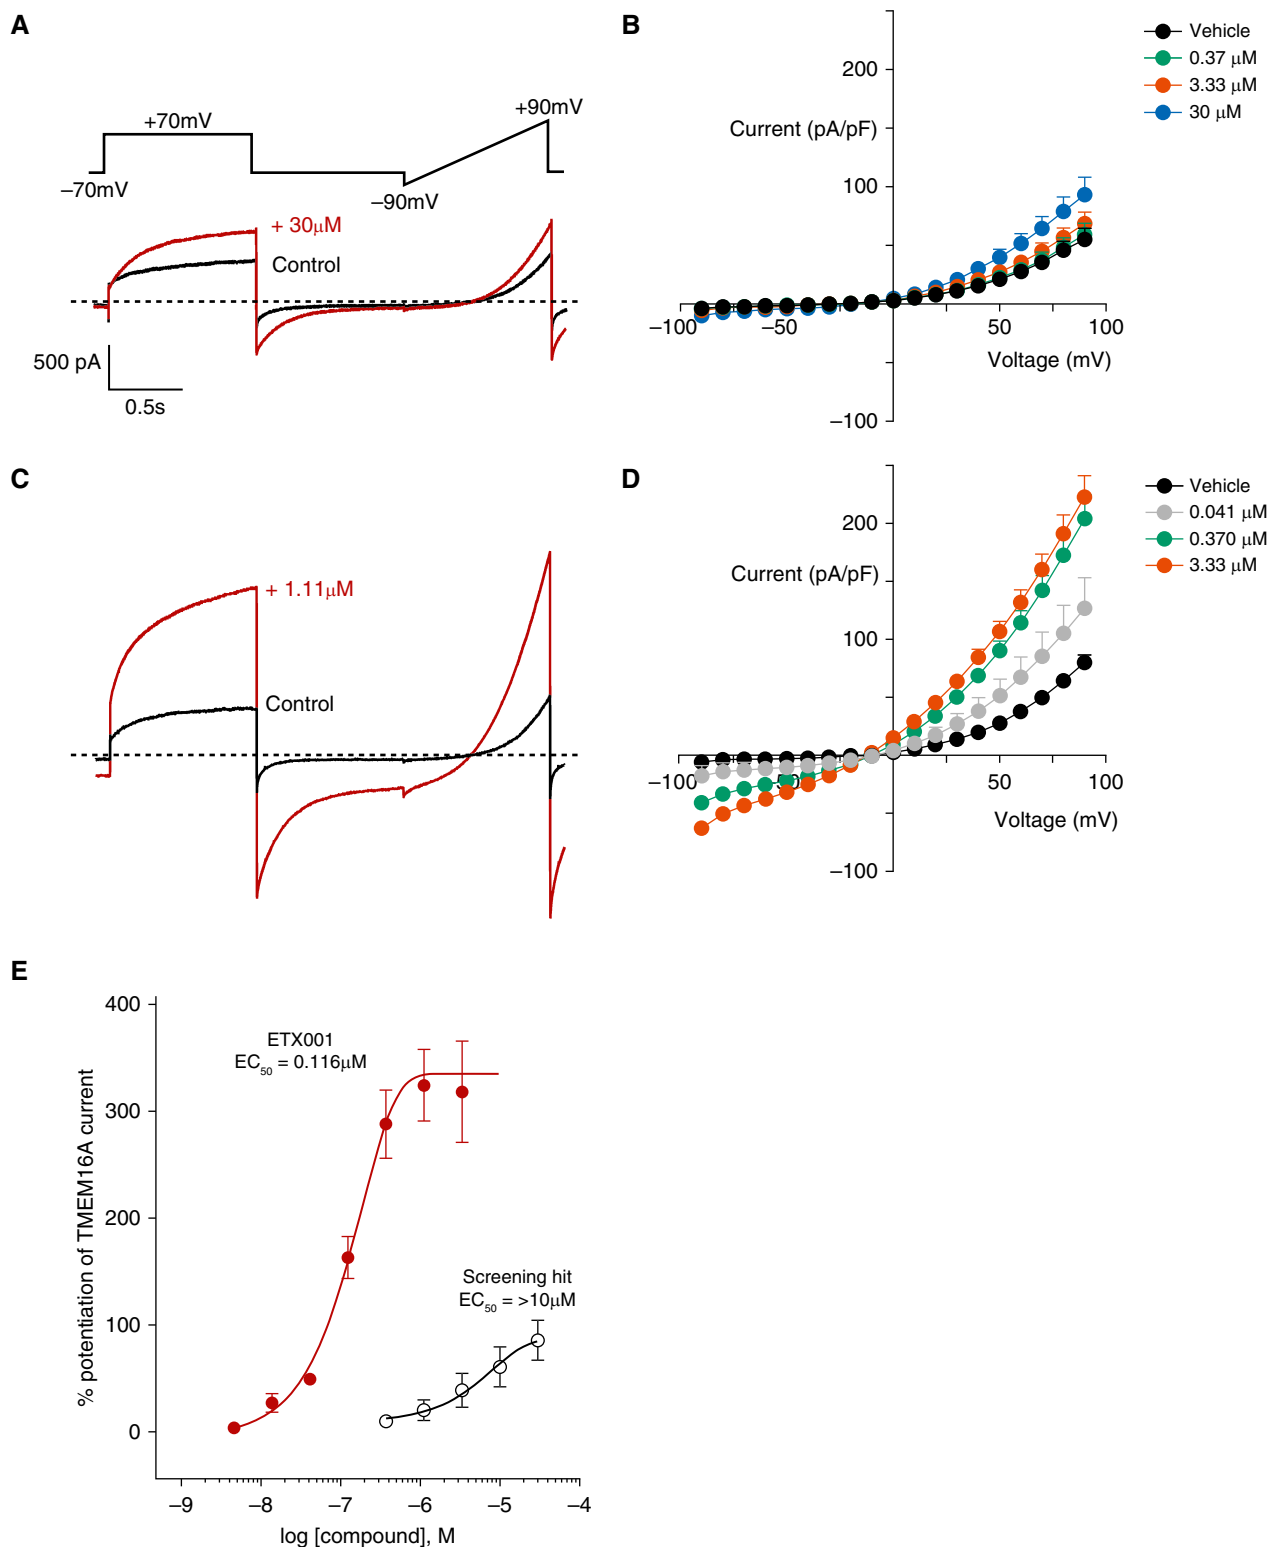 A
+70mV
+90mV
–70mV
–90mV
+ 30μM
Control
500 pA
0.5s
B
Vehicle
0.37 μM
3.33 μM
30 μM
Current (pA/pF)
200
100
–100
–50
50
100
Voltage (mV)
–100
C
+ 1.11μM
Control
D
Vehicle
0.041 μM
0.370 μM
3.33 μM
Current (pA/pF)
200
100
–100
–50
50
100
Voltage (mV)
–100
E
% potentiation of TMEM16A current
400
300
200
100
0
ETX001
EC50 = 0.116μM
Screening hit
EC50 = >10μM
–9
–8
–7
–6
–5
–4
log [compound], M